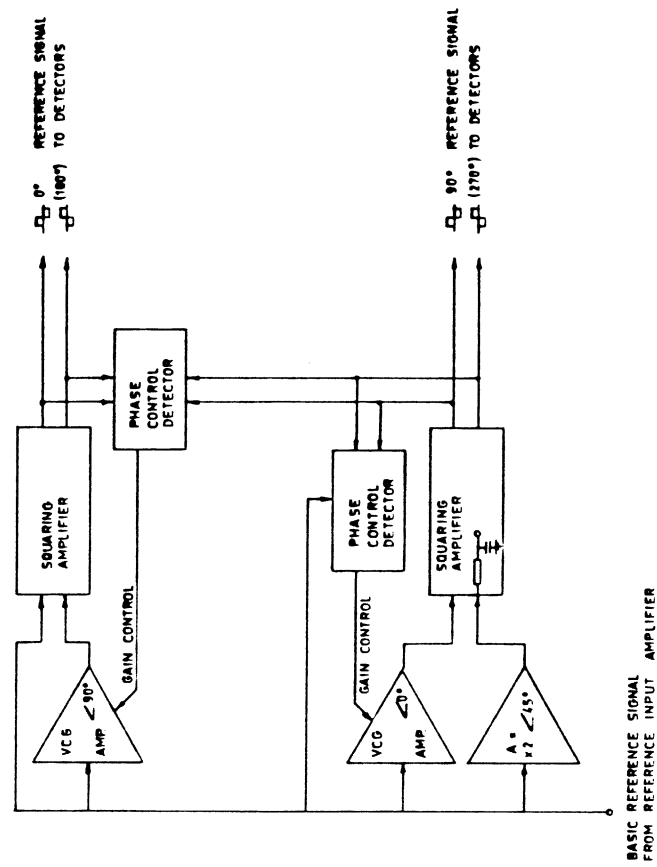 0° REFERENCE SIGNAL
(180°) TO DETECTORS
90° REFERENCE SIGNAL
(270°) TO DETECTORS
SQUARING
AMPLIFIER
PHASE
CONTROL
DETECTOR
GAIN CONTROL
VCG ∠90°
AMP.
PHASE
CONTROL
DETECTOR
SQUARING
AMPLIFIER
GAIN CONTROL
VCG ∠0°
AMP.
A =
x2 ∠45°
BASIC REFERENCE SIGNAL
FROM REFERENCE INPUT AMPLIFIER